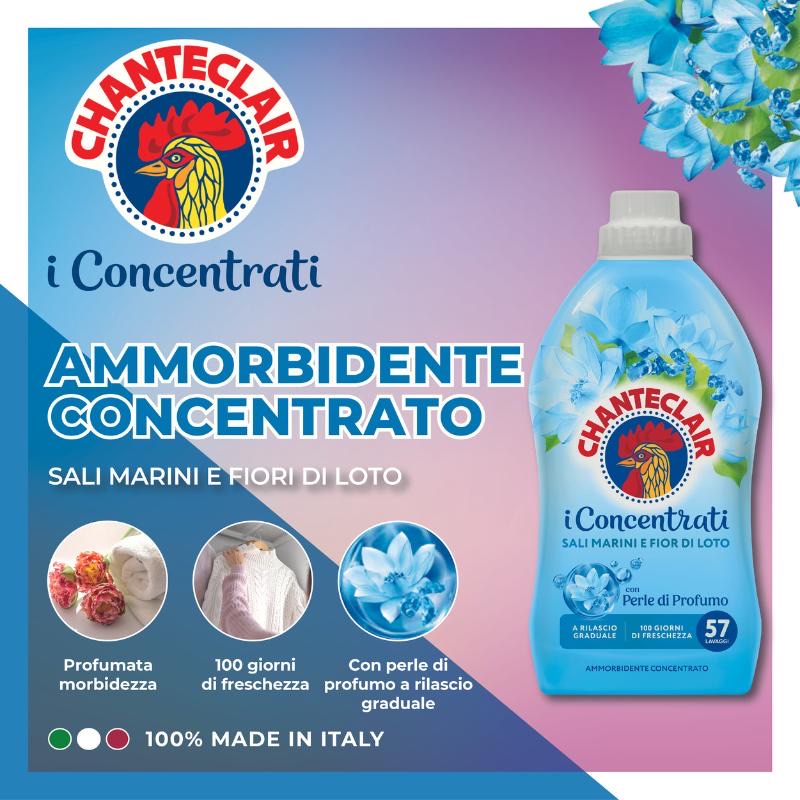 CHANTECLAIR
i Concentrati
AMMORBIDENTE
CONCENTRATO
SALI MARINI E FIORI DI LOTO
Profumata
morbidezza
100 giorni
di freschezza
Con perle di
profumo a rilascio
graduale
100% MADE IN ITALY
CHANTECLAIR
i Concentrati
SALI MARINI E FIOR DI LOTO
con
Perle di Profumo
A RILASCIO
GRADUALE
100 GIORNI
DI FRESCHEZZA
57
LAVAGGI
AMMORBIDENTE CONCENTRATO